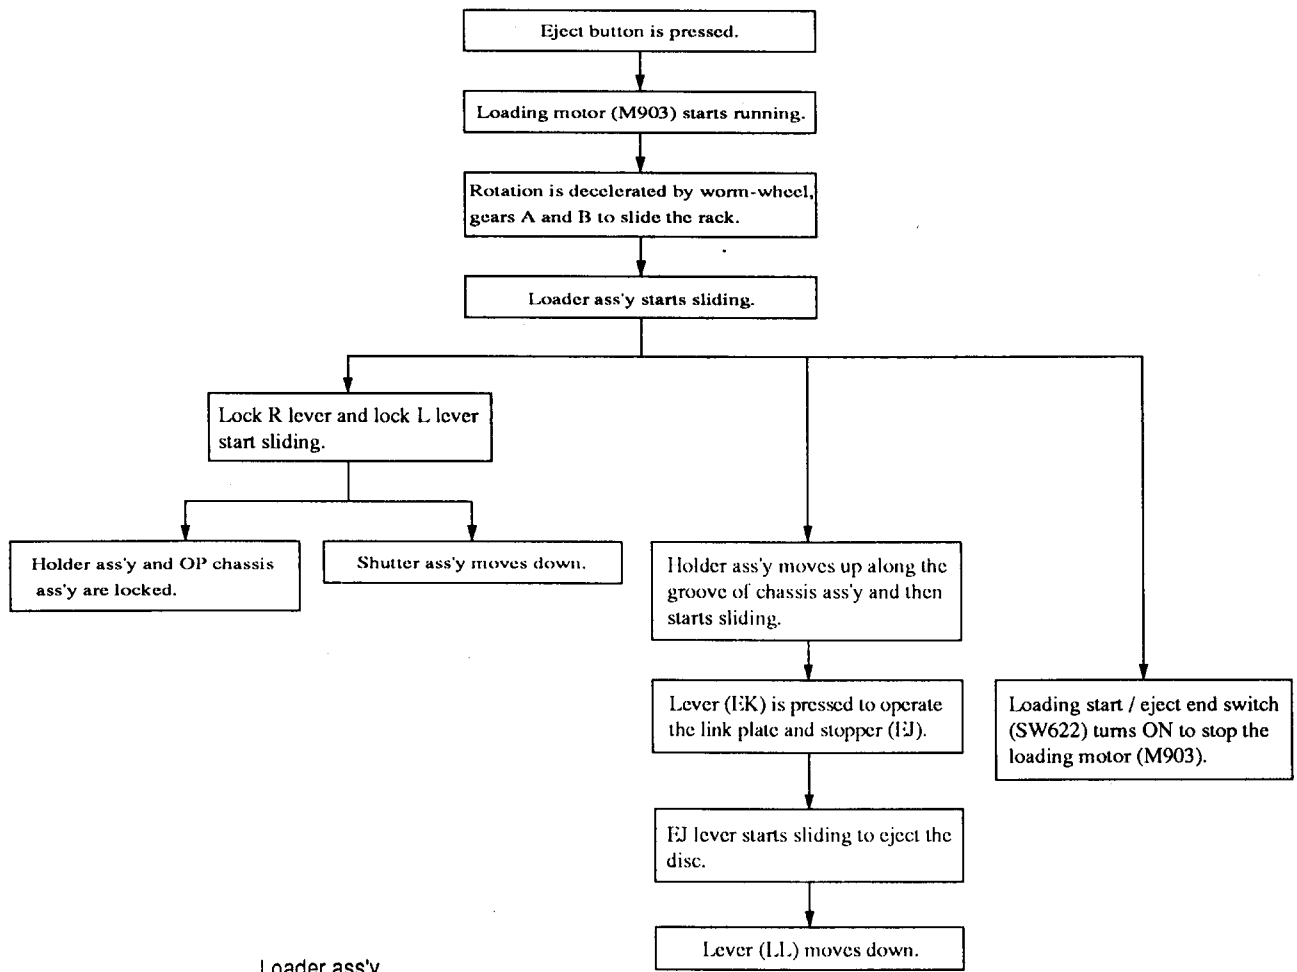 Eject button is pressed.
Loading motor (M903) starts running.
Rotation is decelerated by worm-wheel,
gears A and B to slide the rack.
Loader ass'y starts sliding.
Lock R lever and lock L lever
start sliding.
Holder ass'y and OP chassis
ass'y are locked.
Shutter ass'y moves down.
Holder ass'y moves up along the
groove of chassis ass'y and then
starts sliding.
Lever (EK) is pressed to operate
the link plate and stopper (EJ).
Loading start / eject end switch
(SW622) turns ON to stop the
loading motor (M903).
EJ lever starts sliding to eject the
disc.
Lever (LL) moves down.
Loader ass'y